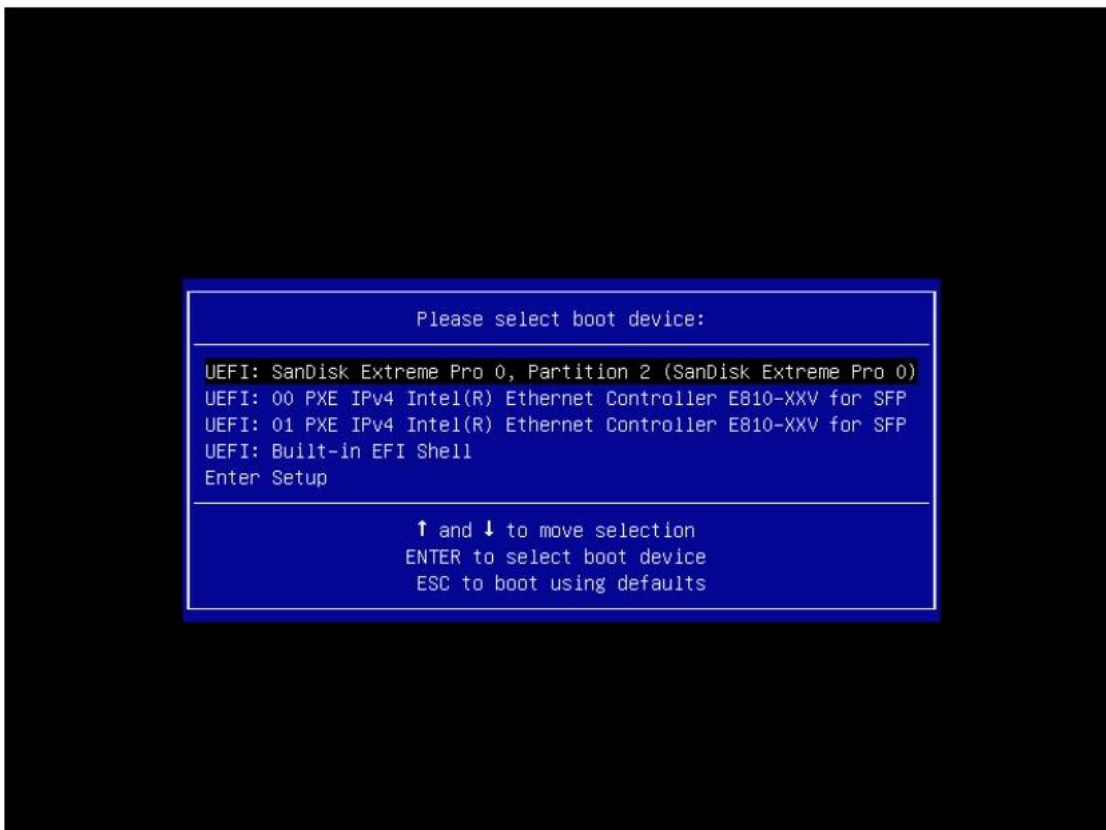 Please select boot device:
UEFI: SanDisk Extreme Pro 0, Partition 2 (SanDisk Extreme Pro 0)
UEFI: 00 PXE IPv4 Intel(R) Ethernet Controller E810-XXV for SFP
UEFI: 01 PXE IPv4 Intel(R) Ethernet Controller E810-XXV for SFP
UEFI: Built-in EFI Shell
Enter Setup
↑ and ↓ to move selection
ENTER to select boot device
ESC to boot using defaults